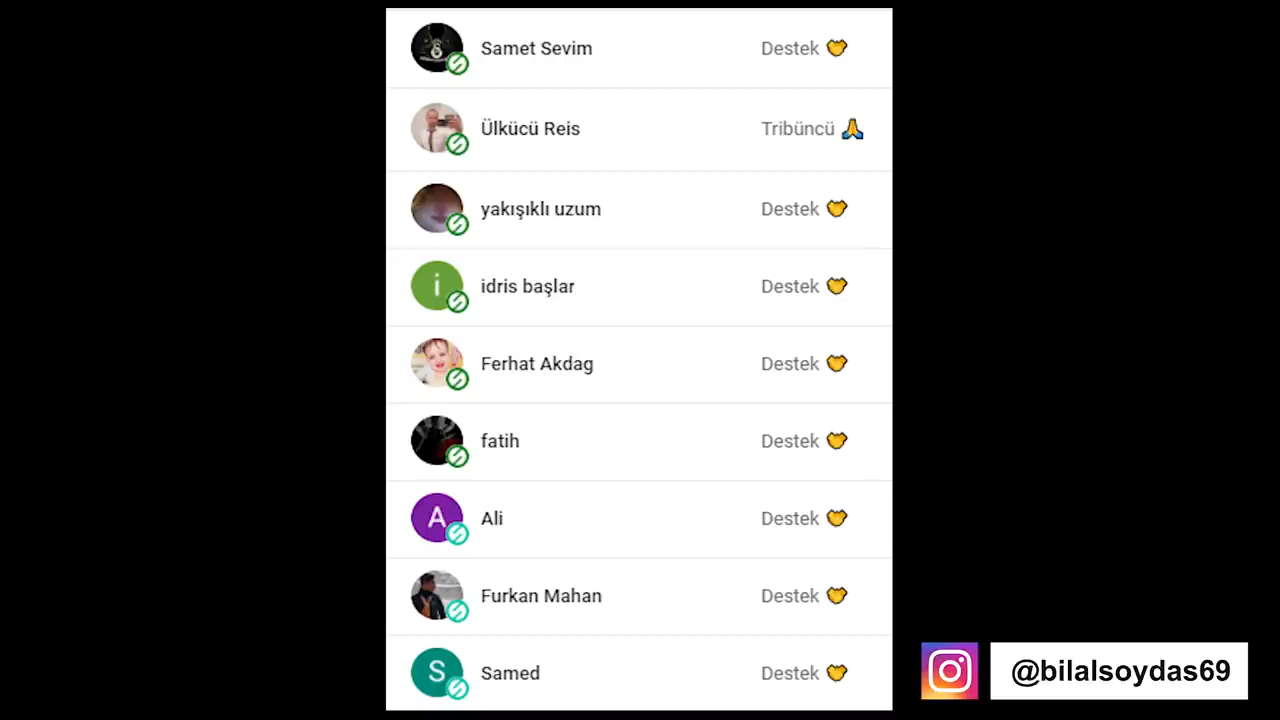 Samet Sevim Destek
Ülkücü Reis Tribüncü
yakışıklı uzum Destek
i idris başlar Destek
Ferhat Akdag Destek
fatih Destek
A Ali Destek
Furkan Mahan Destek
S Samed Destek
@bilalsoydas69